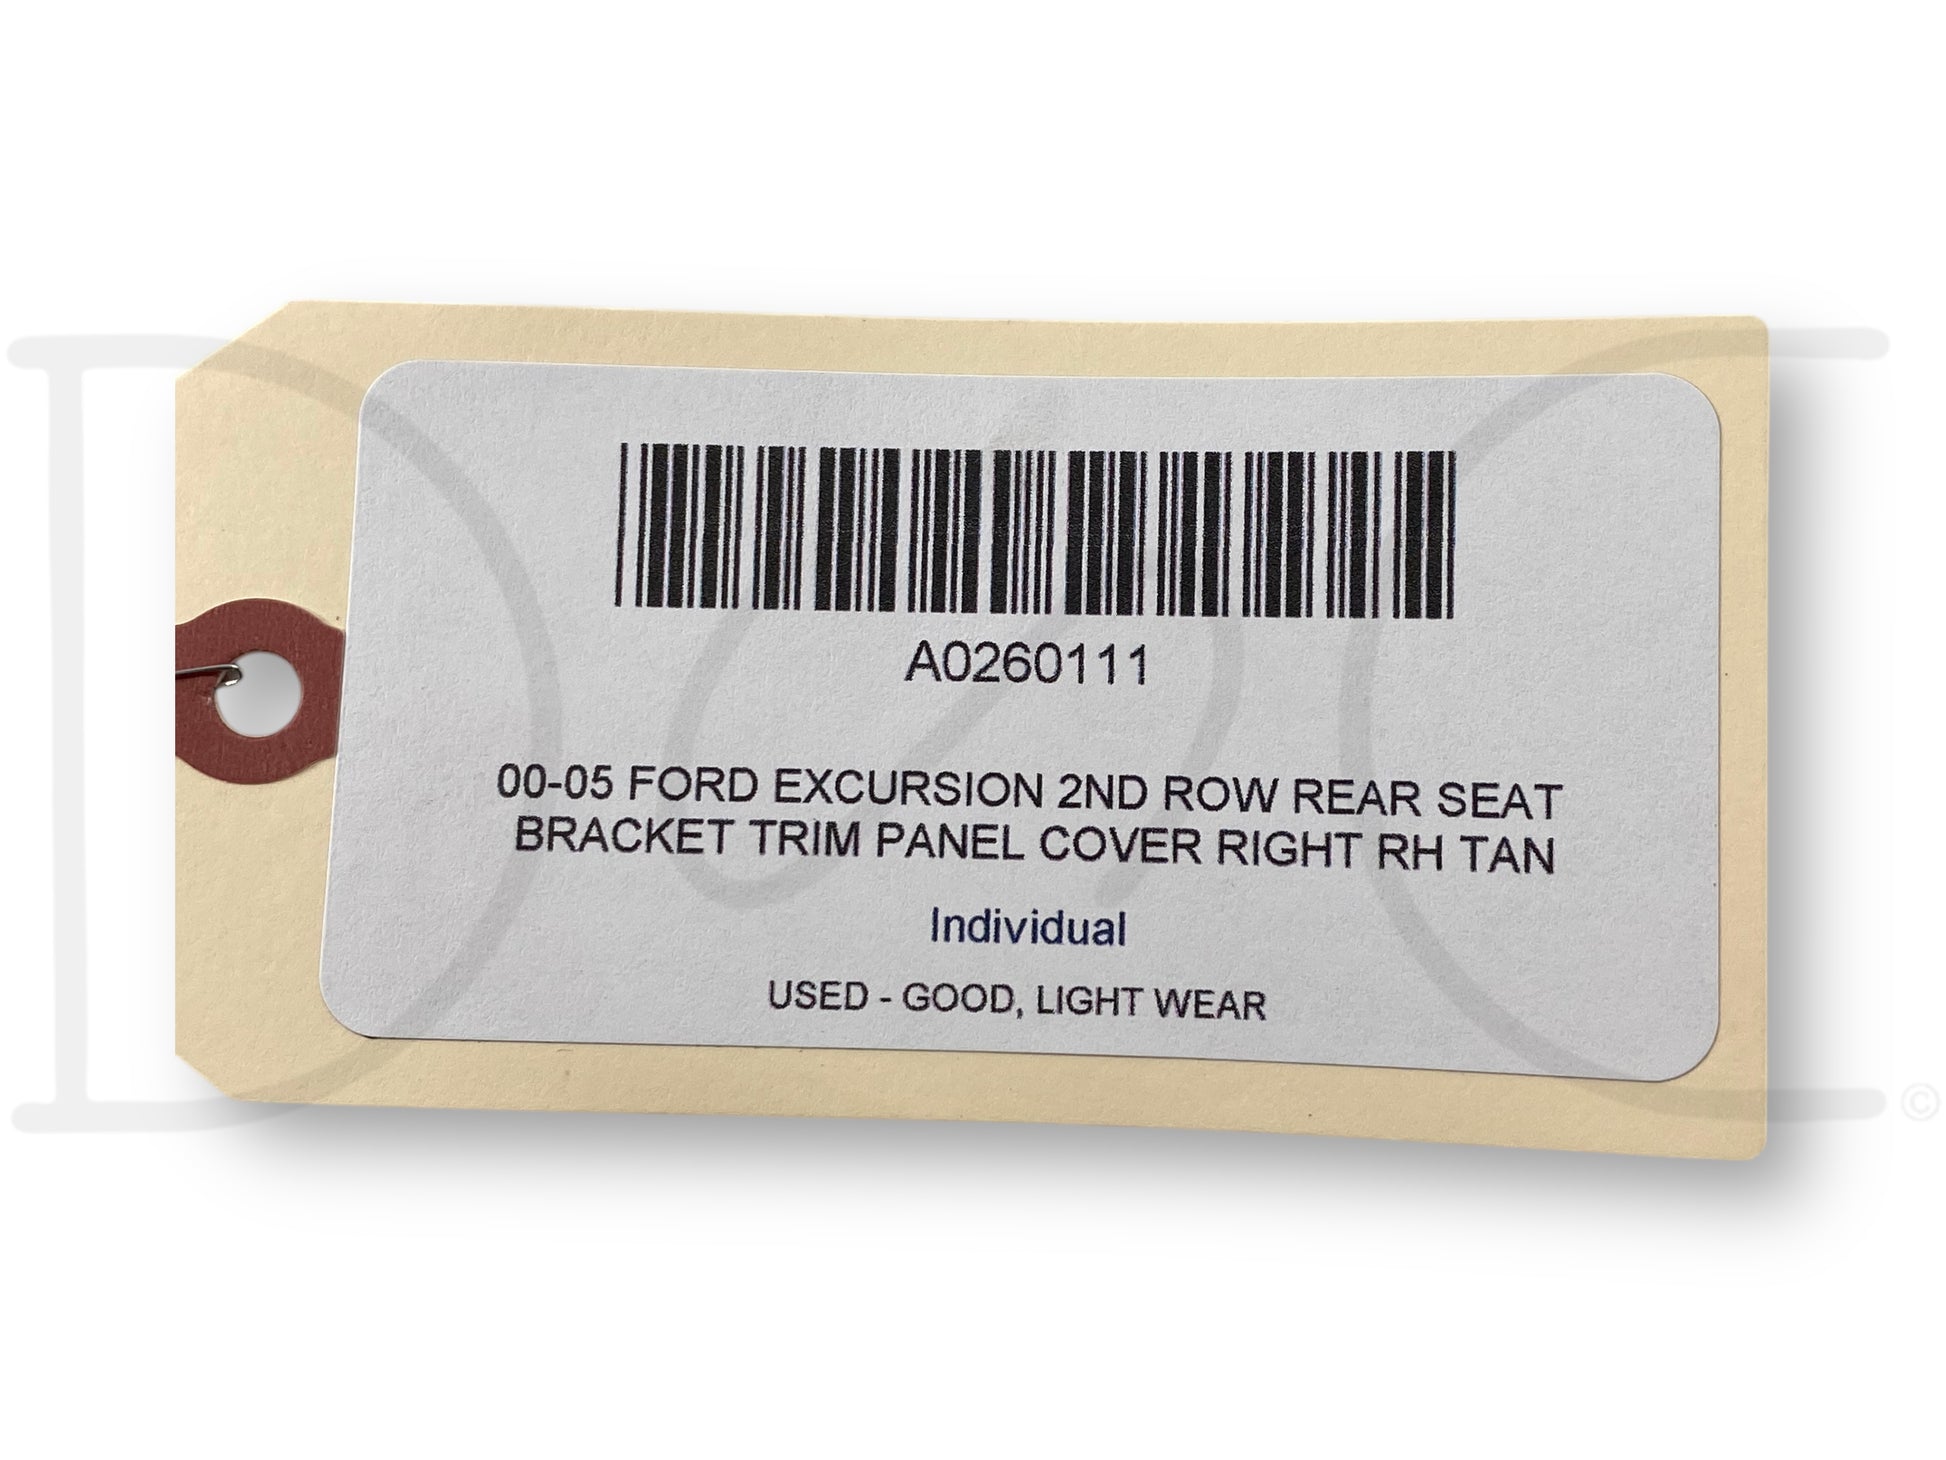 A0260111
00-05 FORD EXCURSION 2ND ROW REAR SEAT
BRACKET TRIM PANEL COVER RIGHT RH TAN
Individual
USED - GOOD, LIGHT WEAR
©